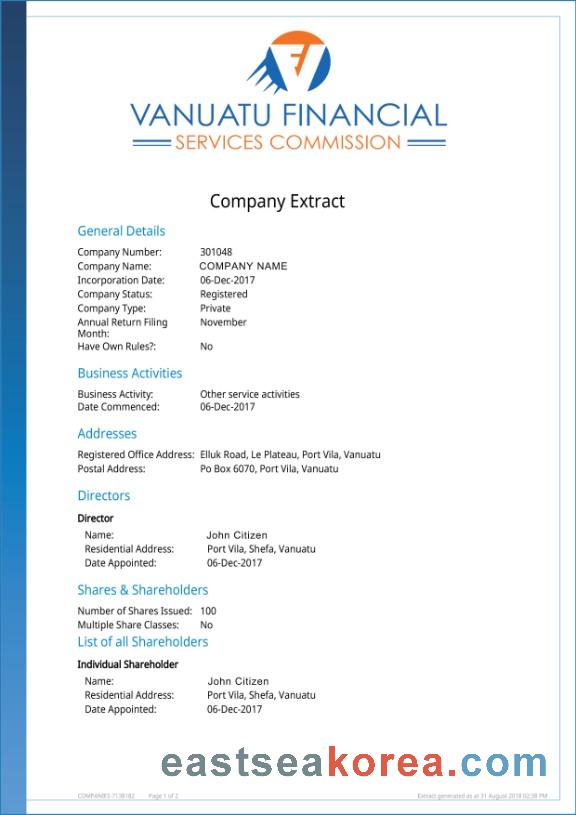 VANUATU FINANCIAL
SERVICES COMMISSION
Company Extract
General Details
Company Number: 301048
Company Name: COMPANY NAME
Incorporation Date: 06-Dec-2017
Company Status: Registered
Company Type: Private
Annual Return Filing November
Month:
Have Own Rules?: No
Business Activities
Business Activity: Other service activities
Date Commenced: 06-Dec-2017
Addresses
Registered Office Address: Elluk Road, Le Plateau, Port Vila, Vanuatu
Postal Address: Po Box 6070, Port Vila, Vanuatu
Directors
Director
Name: John Citizen
Residential Address: Port Vila, Shefa, Vanuatu
Date Appointed: 06-Dec-2017
Shares & Shareholders
Number of Shares Issued: 100
Multiple Share Classes: No
List of all Shareholders
Individual Shareholder
Name: John Citizen
Residential Address: Port Vila, Shefa, Vanuatu
Date Appointed: 06-Dec-2017
eastseakorea.com
COMPANIES-7138182 Page 1 of 2 Extract generated as at 31 August 2018 02:38 PM